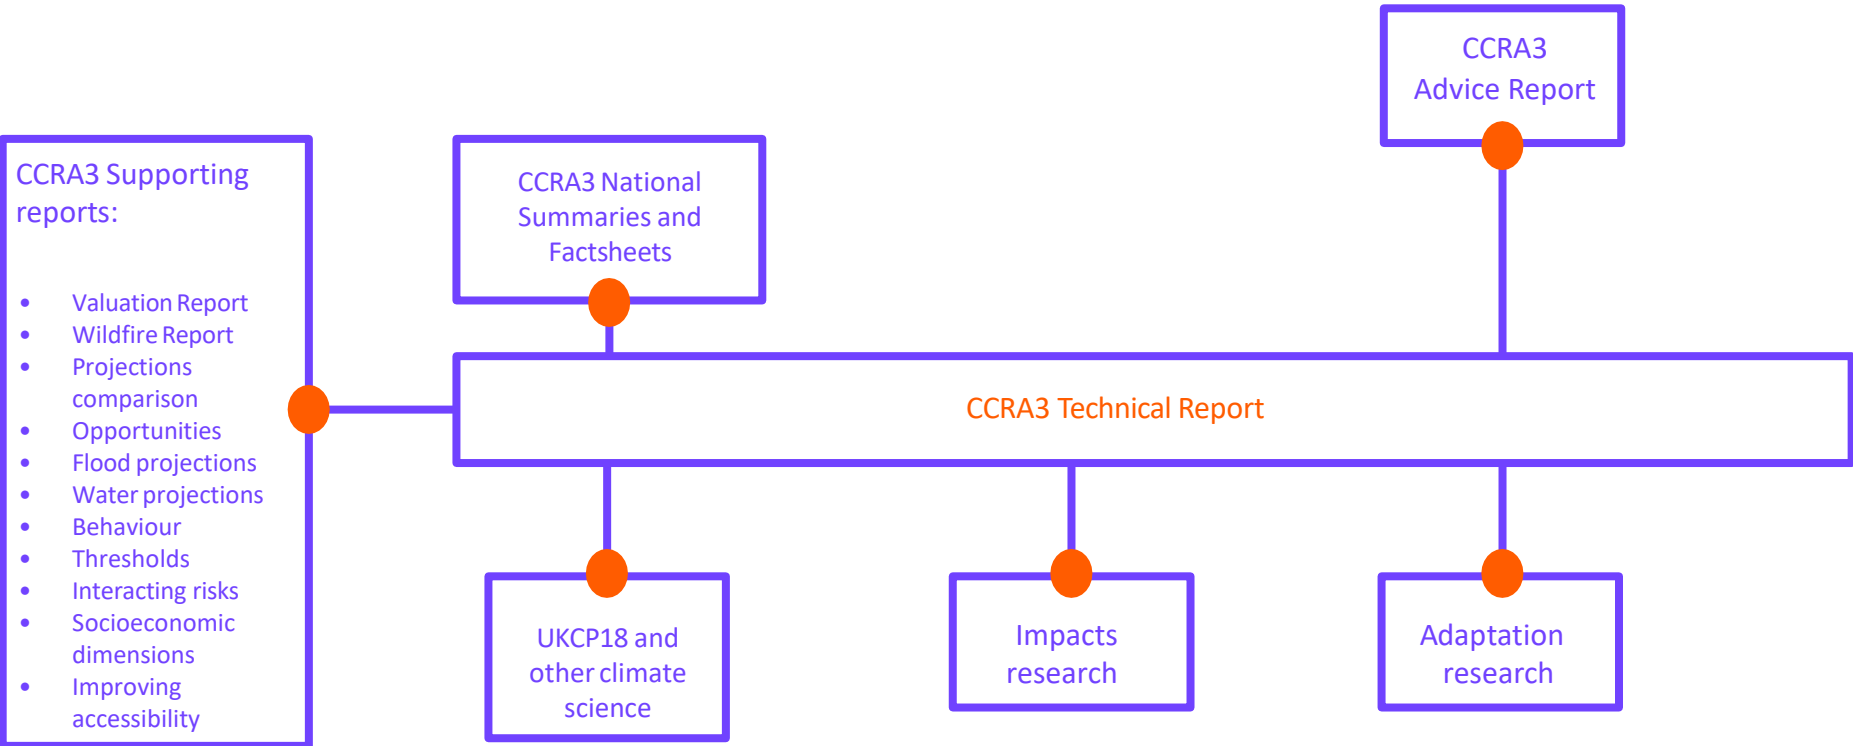 CCRA3
Advice Report
CCRA3 Supporting
reports:
• Valuation Report
• Wildfire Report
• Projections
comparison
• Opportunities
• Flood projections
• Water projections
• Behaviour
• Thresholds
• Interacting risks
• Socioeconomic
dimensions
• Improving
accessibility
CCRA3 National
Summaries and
Factsheets
CCRA3 Technical Report
UKCP18 and
other climate
science
Impacts
research
Adaptation
research